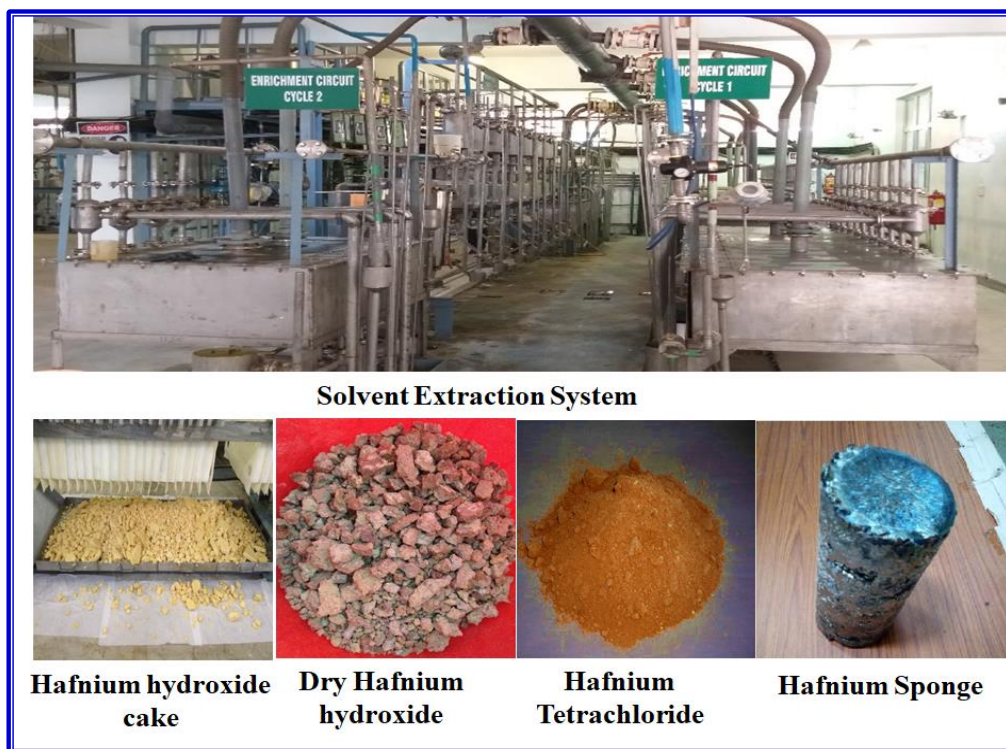 ENRICHMENT CIRCUIT
CYCLE 2
ENRICHMENT CIRCUIT
CYCLE 1
DANGER
Solvent Extraction System
Hafnium hydroxide
cake
Dry Hafnium
hydroxide
Hafnium
Tetrachloride
Hafnium Sponge